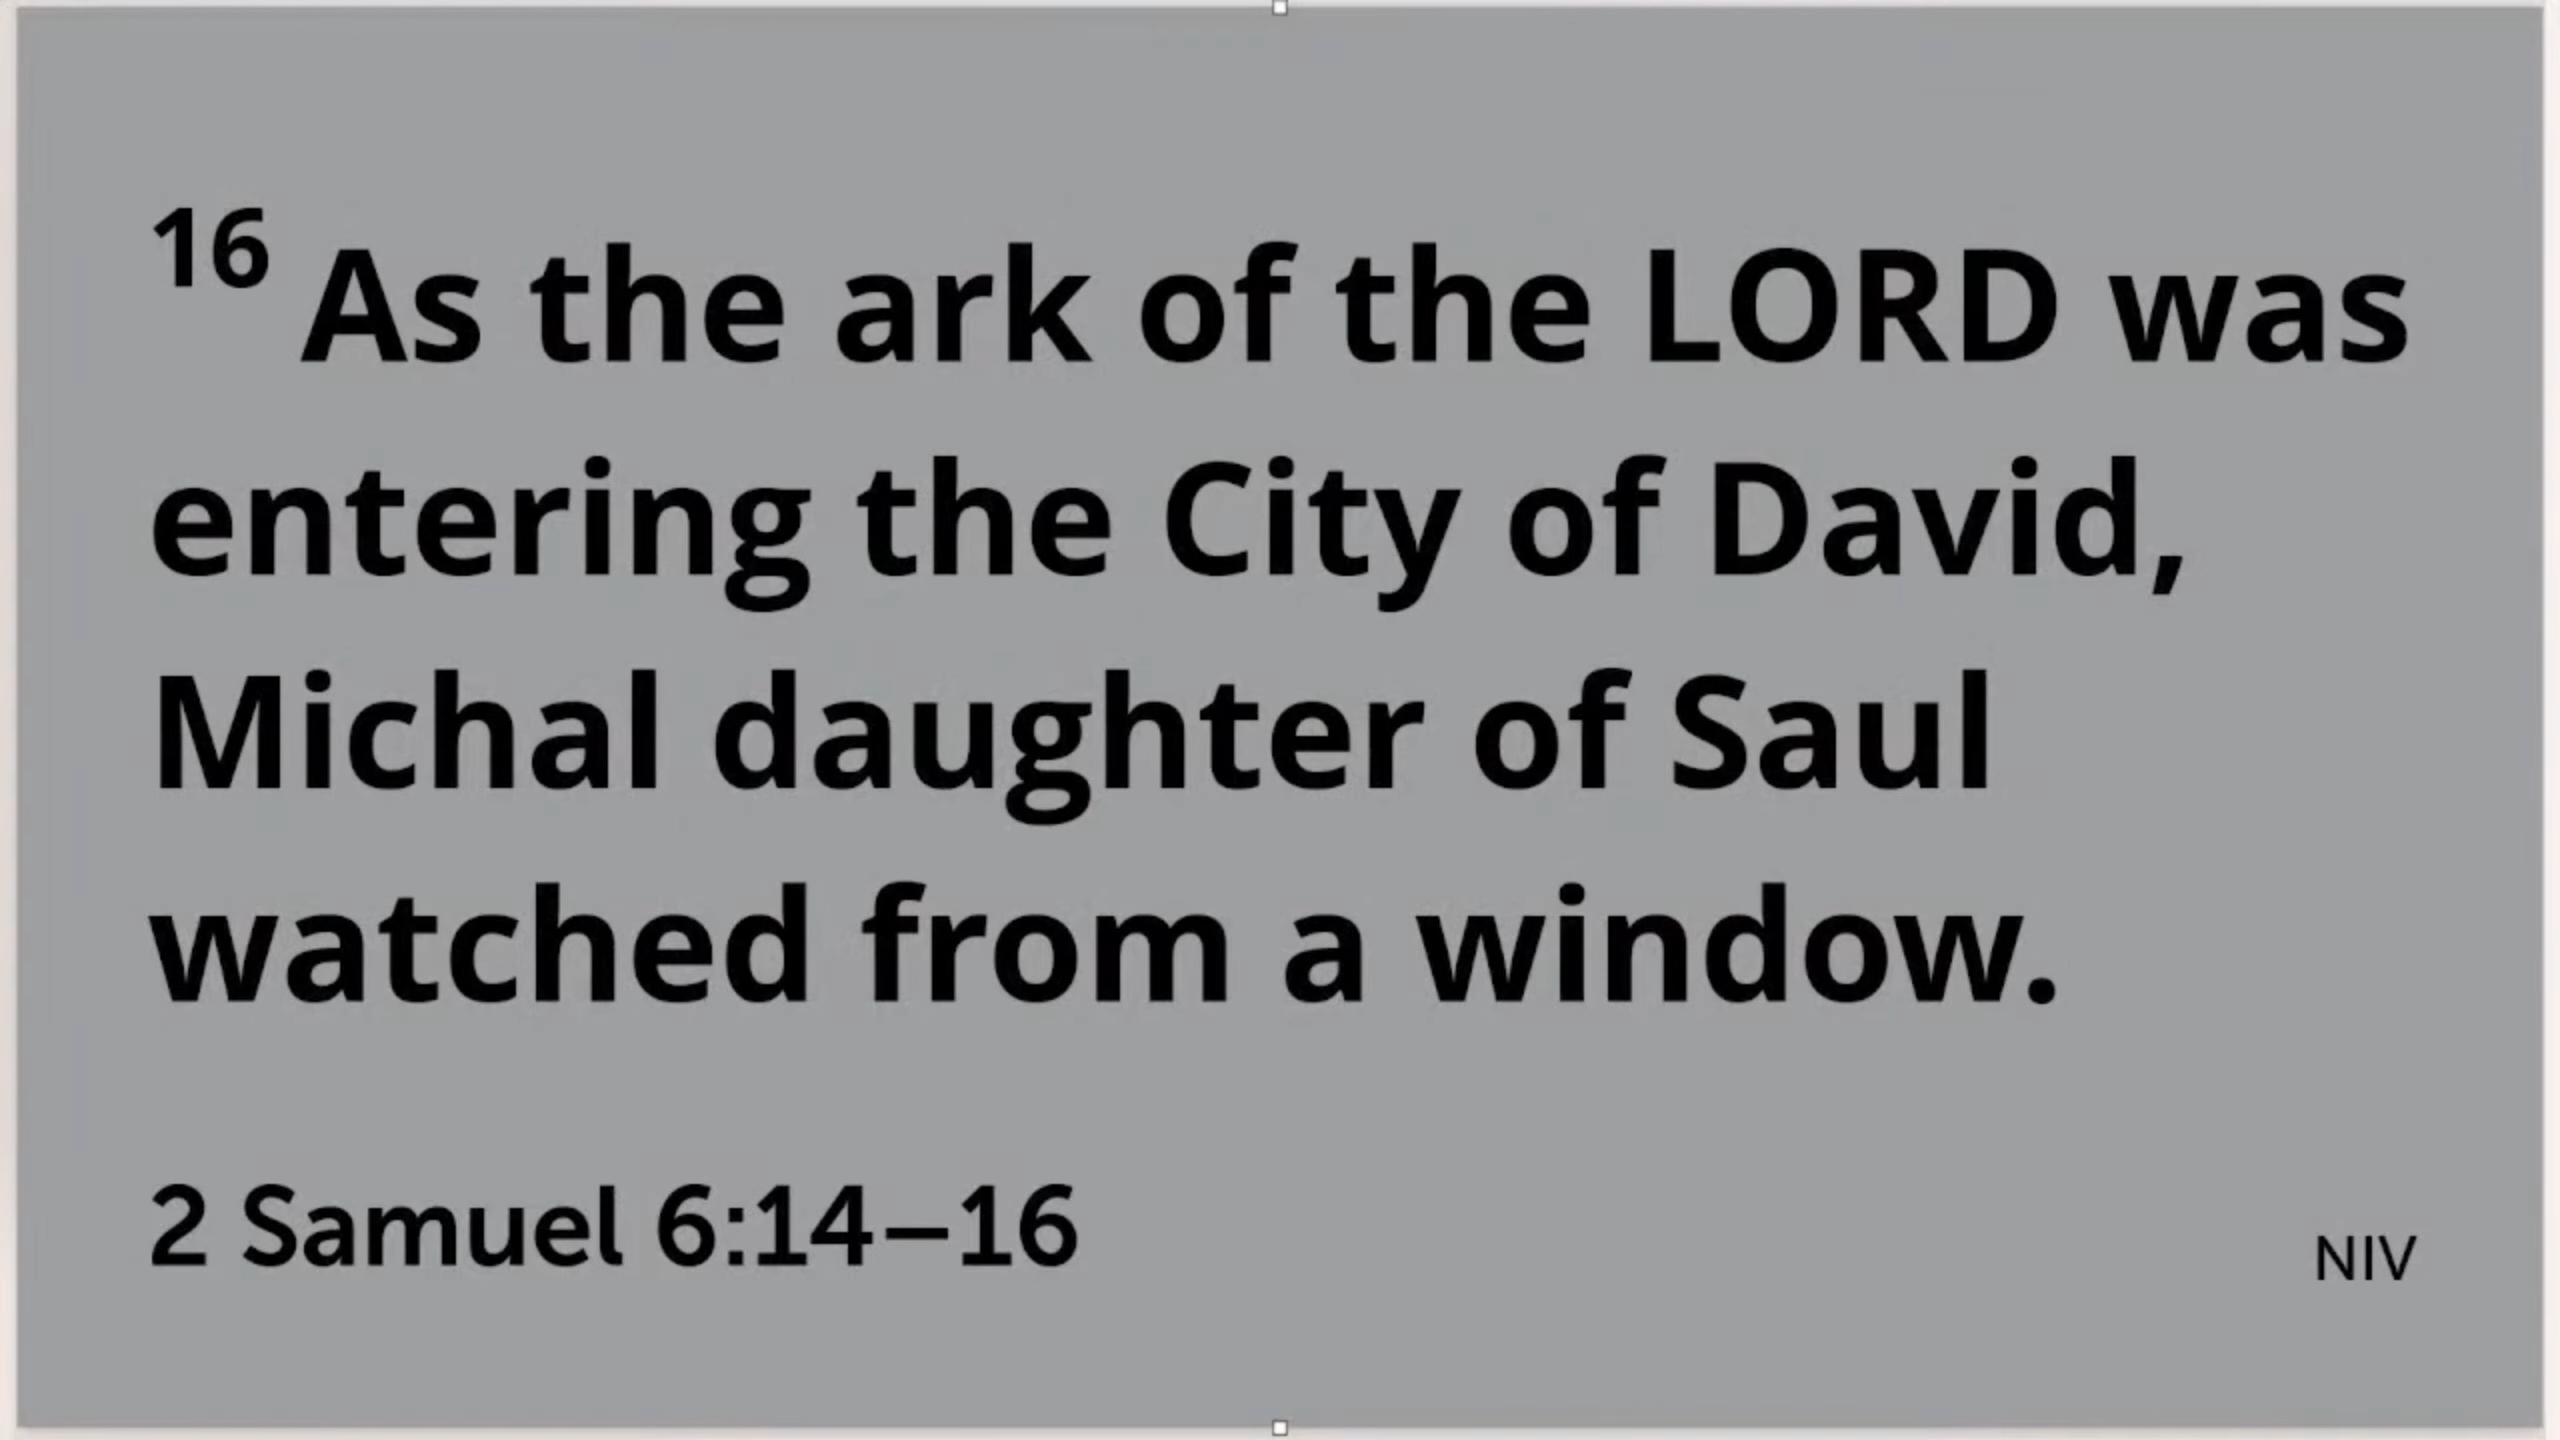 16 As the ark of the LORD was
entering the City of David,
Michal daughter of Saul
watched from a window.
2 Samuel 6:14–16
NIV